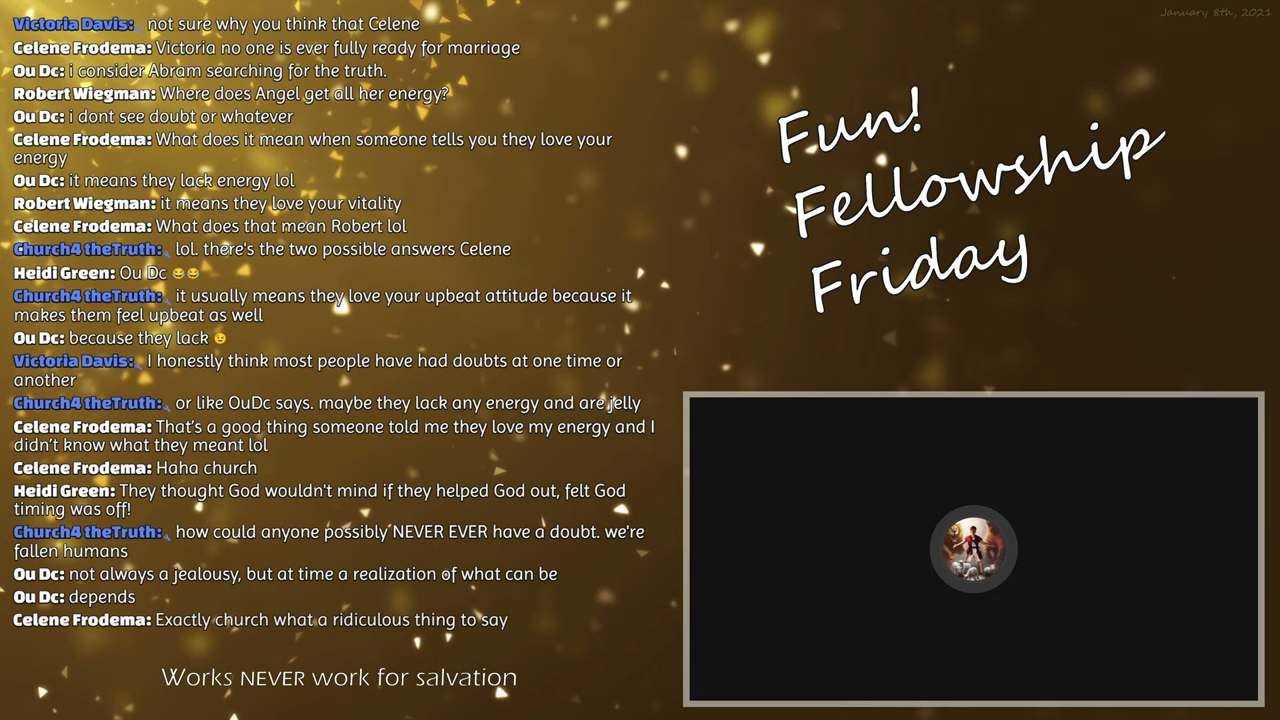 Victoria Davis: not sure why you think that Celene
Celene Frodema: Victoria no one is ever fully ready for marriage
Ou Dc: i consider Abram searching for the truth.
Robert Wiegman: Where does Angel get all her energy?
Ou Dc: i dont see doubt or whatever
Celene Frodema: What does it mean when someone tells you they love your
energy
Ou Dc: it means they lack energy lol
Robert Wiegman: it means they love your vitality
Celene Frodema: What does that mean Robert lol
Church4 theTruth: lol. there's the two possible answers Celene
Heidi Green: Ou Dc 😂😂
Church4 theTruth: it usually means they love your upbeat attitude because it
makes them feel upbeat as well
Ou Dc: because they lack 😉
Victoria Davis: I honestly think most people have had doubts at one time or
another
Church4 theTruth: or like OuDc says. maybe they lack any energy and are jelly
Celene Frodema: That's a good thing someone told me they love my energy and I
didn't know what they meant lol
Celene Frodema: Haha church
Heidi Green: They thought God wouldn't mind if they helped God out, felt God
timing was off!
Church4 theTruth: how could anyone possibly NEVER EVER have a doubt. we're
fallen humans
Ou Dc: not always a jealousy, but at time a realization of what can be
Ou Dc: depends
Celene Frodema: Exactly church what a ridiculous thing to say
Works NEVER work for salvation
January 8th, 2021
Fun!
Fellowship
Friday